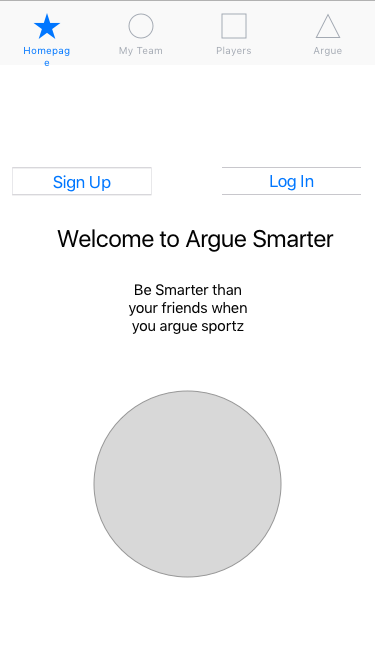 Homepag
e
My Team
Players
Argue
Sign Up
Log In
Welcome to Argue Smarter
Be Smarter than
your friends when
you argue sportz